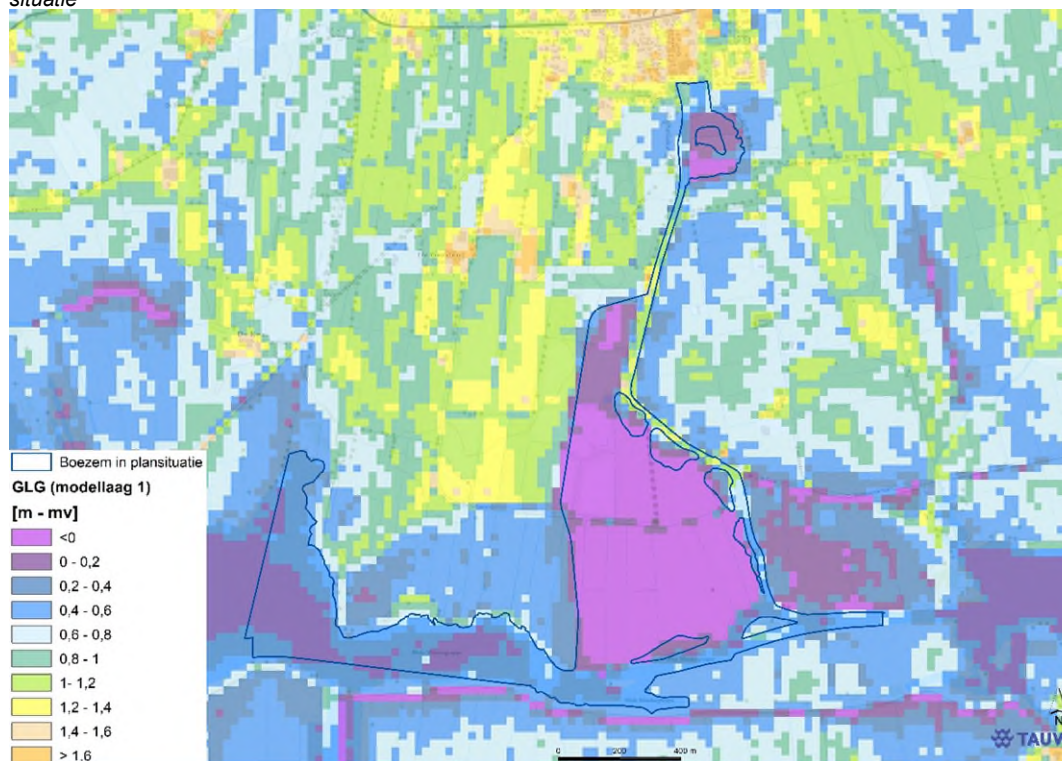 situatie
Boezem in plansituatie
GLG (modellaag 1)
[m - mv]
<0
0 - 0,2
0,2 - 0,4
0,4 - 0,6
0,6 - 0,8
0,8 - 1
1- 1,2
1,2 - 1,4
1,4 - 1,6
> 1.6
0 200 400 m
N
TAUW